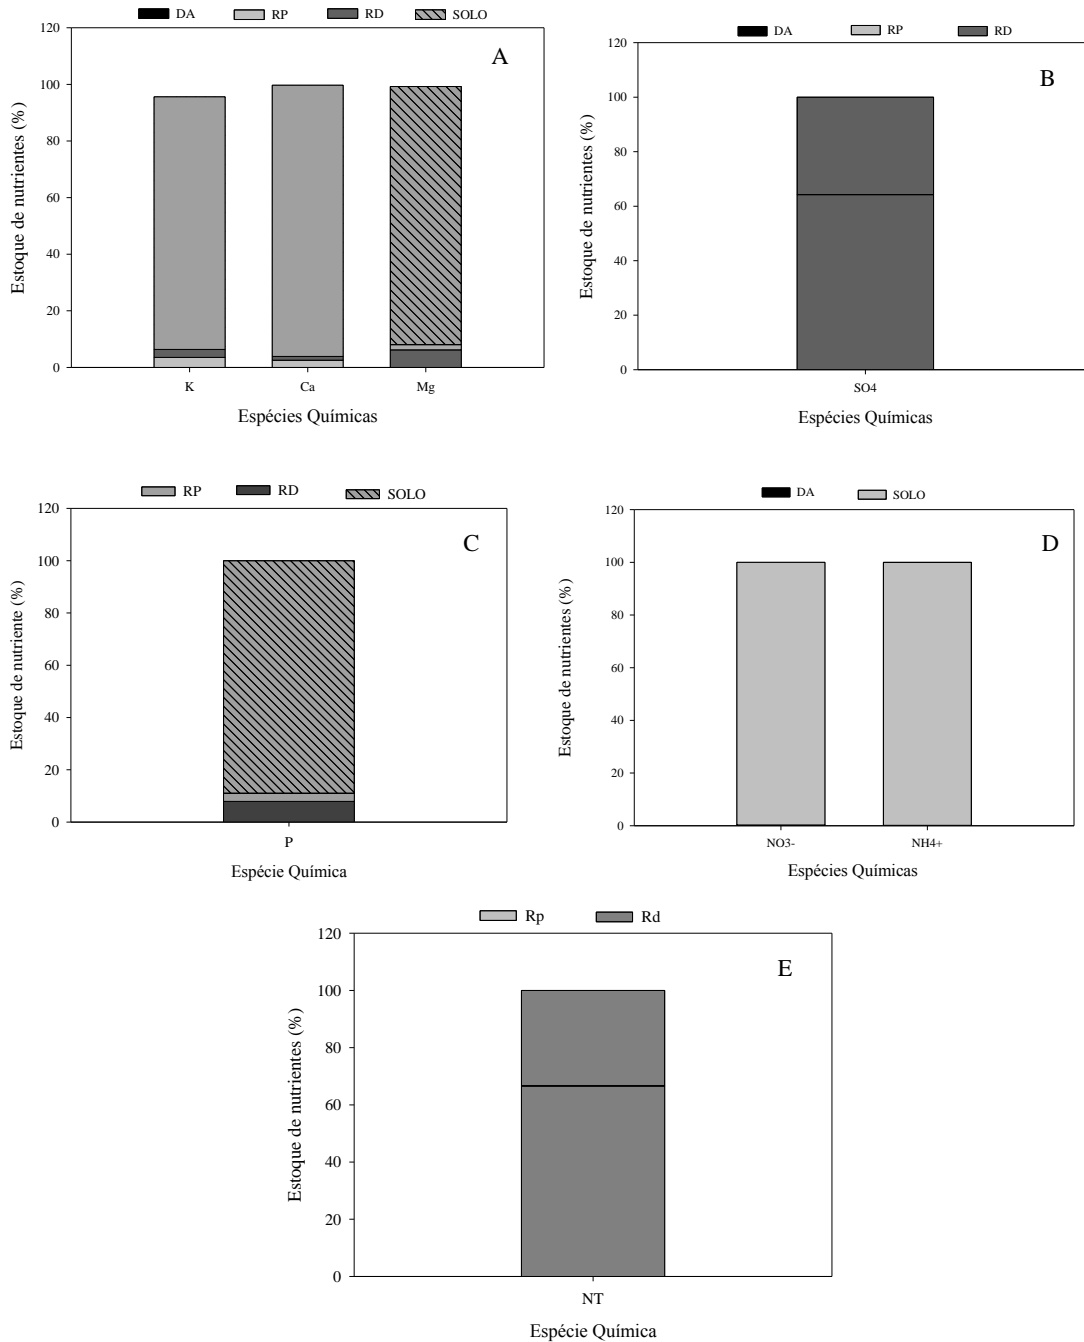 DA RP RD SOLO
A
Estoque de nutrientes (%)
120
100
80
60
40
20
0
K Ca Mg
Espécies Químicas
DA RP RD
B
Estoque de nutrientes (%)
120
100
80
60
40
20
0
SO4
Espécies Químicas
RP RD SOLO
C
Estoque de nutriente (%)
120
100
80
60
40
20
0
P
Espécie Química
DA SOLO
D
Estoque de nutrientes (%)
120
100
80
60
40
20
0
NO3- NH4+
Espécies Químicas
Rp Rd
E
Estoque de nutrientes (%)
120
100
80
60
40
20
0
NT
Espécie Química